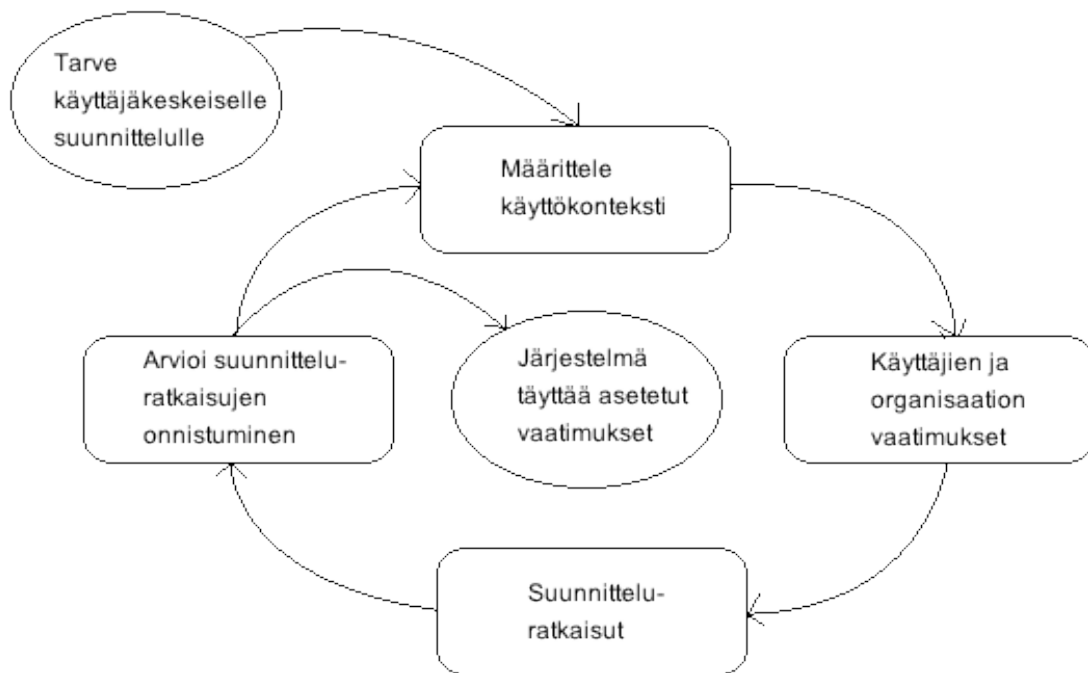 Tarve
käyttäjäkeskeiselle
suunnittelulle
Määrittele
käyttökonteksti
Arvioi suunnittelu-
ratkaisujen
onnistuminen
Järjestelmä
täyttää asetetut
vaatimukset
Käyttäjien ja
organisaation
vaatimukset
Suunnittelu-
ratkaisut